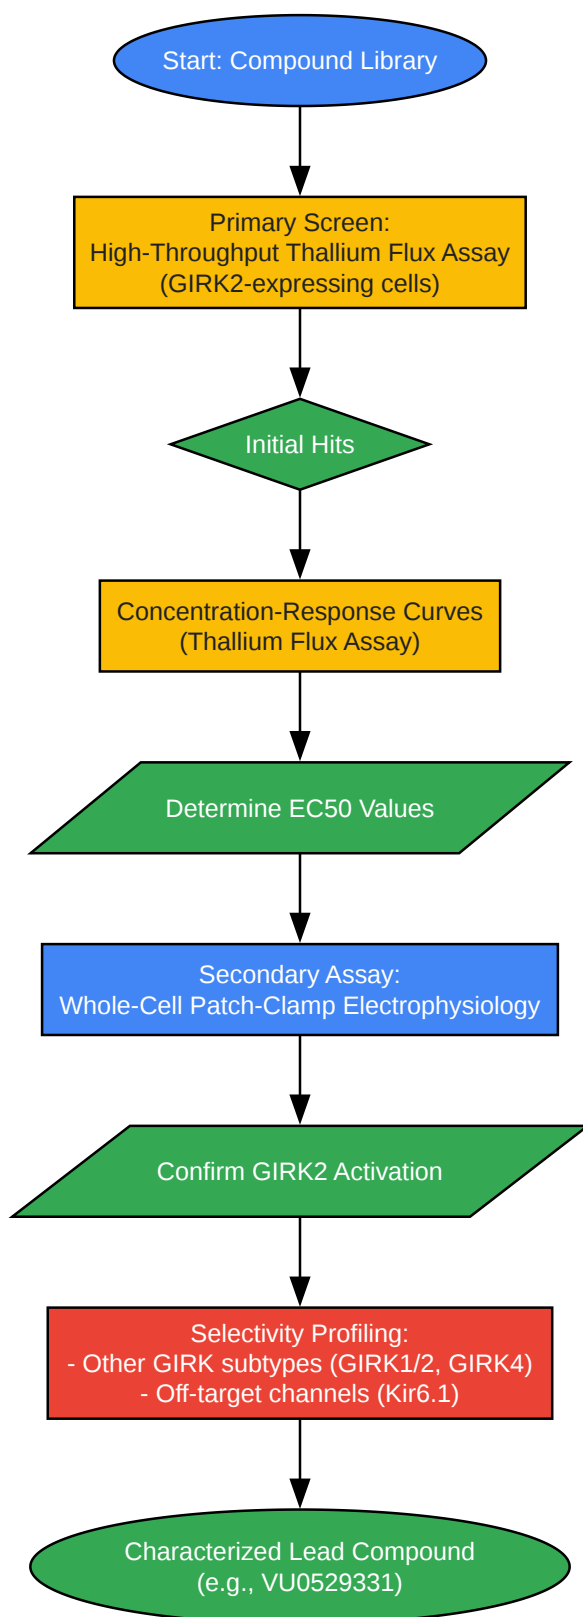 Start: Compound Library
Primary Screen:
High-Throughput Thallium Flux Assay
(GIRK2-expressing cells)
Initial Hits
Concentration-Response Curves
(Thallium Flux Assay)
Determine EC50 Values
Secondary Assay:
Whole-Cell Patch-Clamp Electrophysiology
Confirm GIRK2 Activation
Selectivity Profiling:
- Other GIRK subtypes (GIRK1/2, GIRK4)
- Off-target channels (Kir6.1)
Characterized Lead Compound
(e.g., VU0529331)